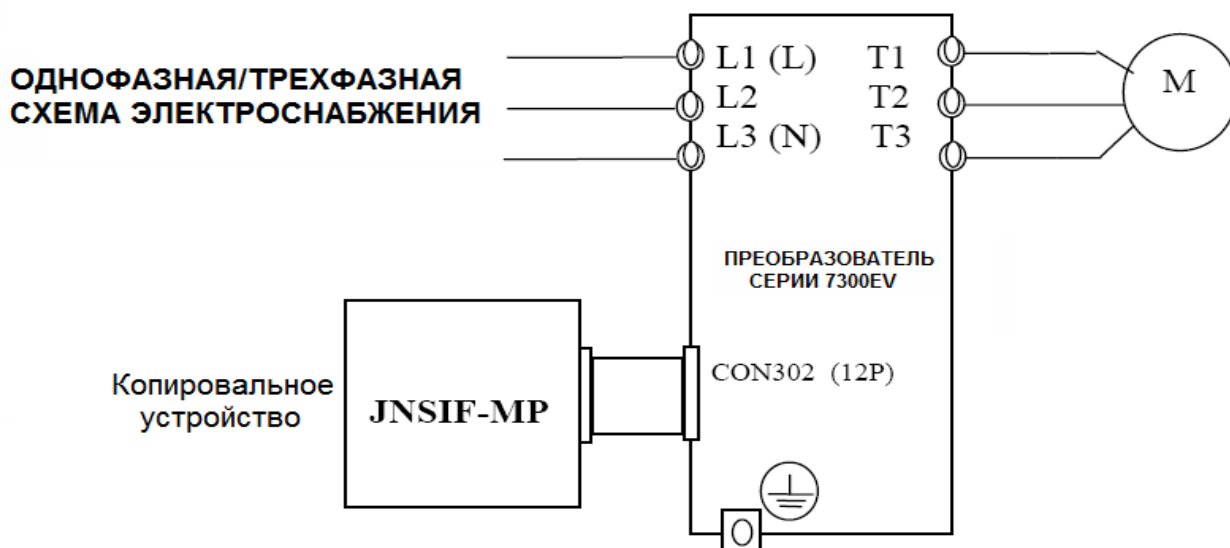 ОДНОФАЗНАЯ/ТРЕХФАЗНАЯ
СХЕМА ЭЛЕКТРОСНАБЖЕНИЯ
L1 (L) T1
L2 T2
L3 (N) T3
M
ПРЕОБРАЗОВАТЕЛЬ
СЕРИИ 7300EV
CON302 (12P)
Копировальное
устройство
JNSIF-MP